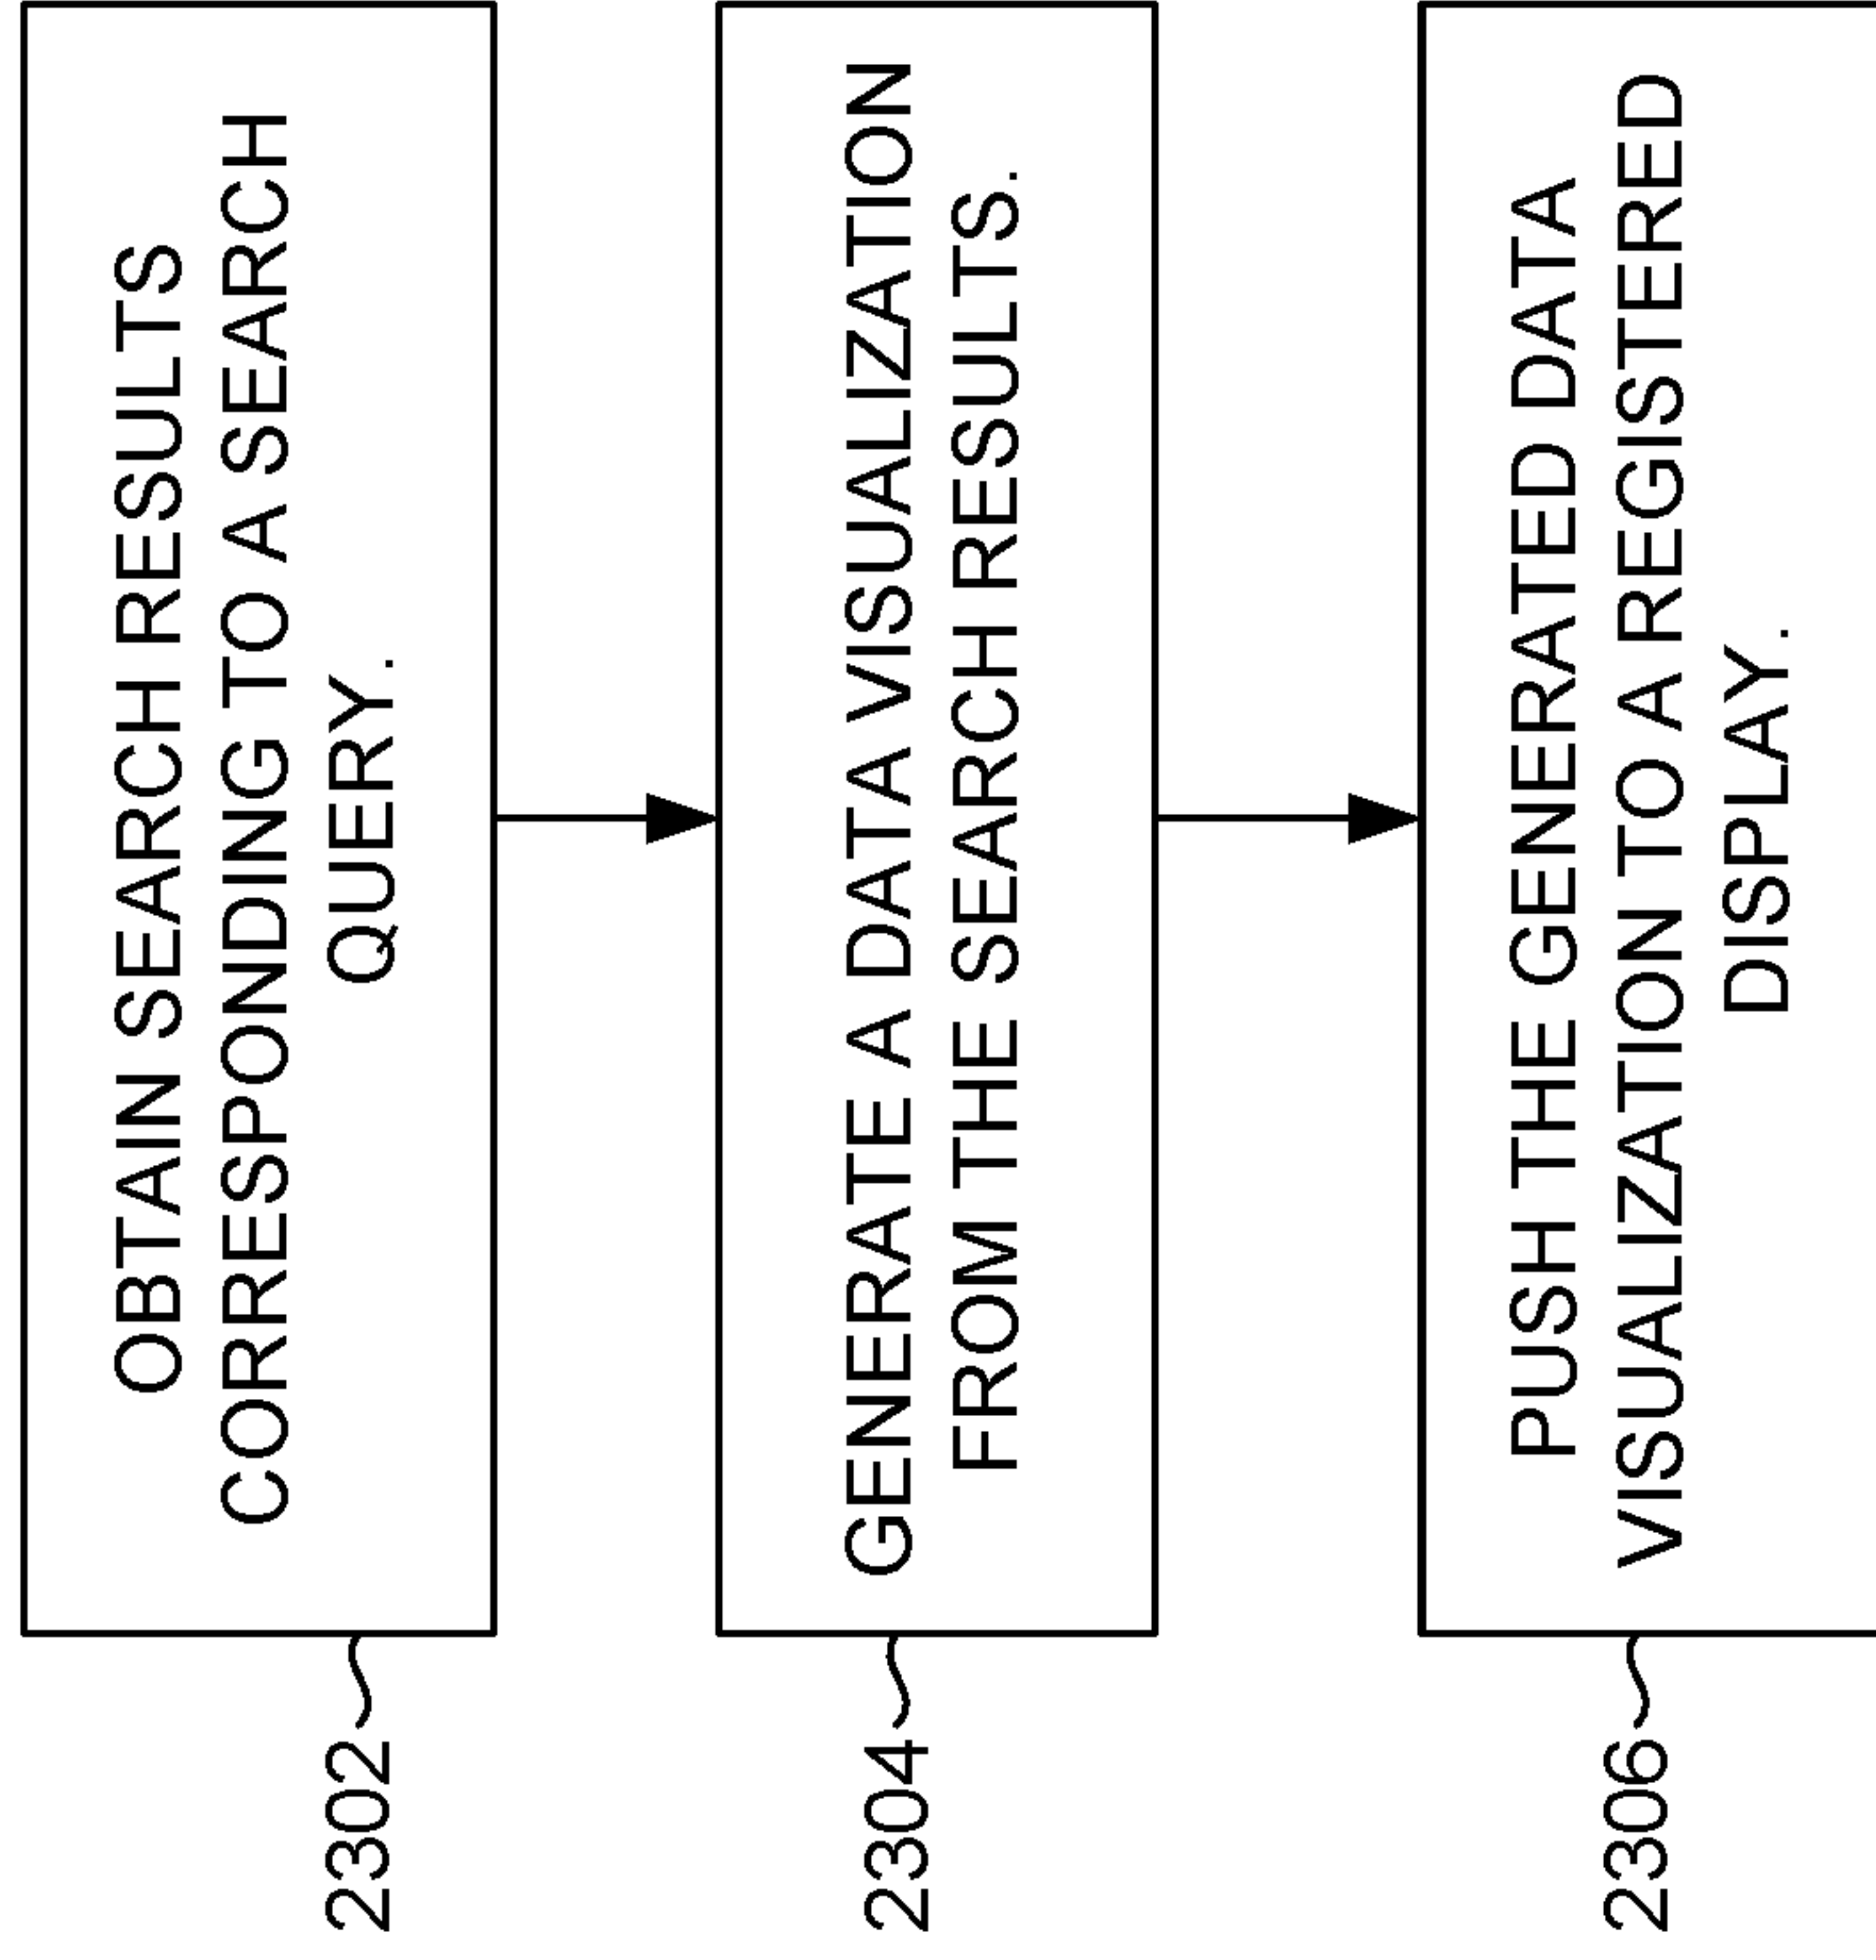 OBTAIN SEARCH RESULTS
CORRESPONDING TO A SEARCH
QUERY.
2302
GENERATE A DATA VISUALIZATION
FROM THE SEARCH RESULTS.
2304
PUSH THE GENERATED DATA
VISUALIZATION TO A REGISTERED
DISPLAY.
2306